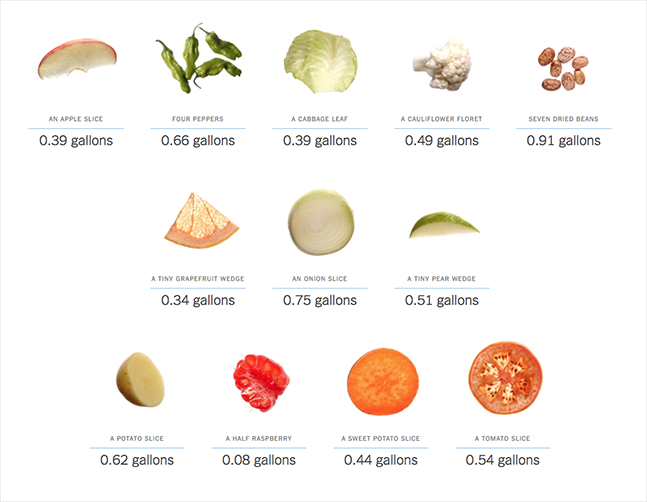 AN APPLE SLICE
0.39 gallons
FOUR PEPPERS
0.66 gallons
A CABBAGE LEAF
0.39 gallons
A CAULIFLOWER FLORET
0.49 gallons
SEVEN DRIED BEANS
0.91 gallons
A TINY GRAPEFRUIT WEDGE
0.34 gallons
AN ONION SLICE
0.75 gallons
A TINY PEAR WEDGE
0.51 gallons
A POTATO SLICE
0.62 gallons
A HALF RASPBERRY
0.08 gallons
A SWEET POTATO SLICE
0.44 gallons
A TOMATO SLICE
0.54 gallons